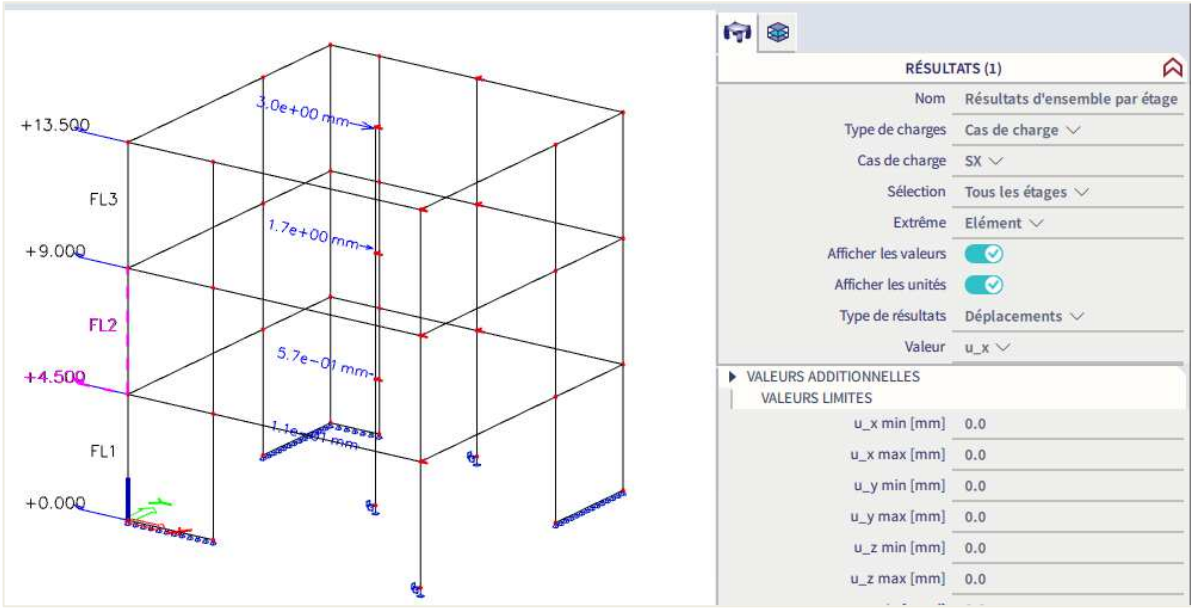 +13.500
3.0e+00 mm
FL3
+9.000
1.7e+00 mm
FL2
+4.500
5.7e-01 mm
FL1
1.1e-01 mm
+0.000
Y
X
RÉSULTATS (1)
Nom Résultats d'ensemble par étage
Type de charges Cas de charge
Cas de charge SX
Sélection Tous les étages
Extrême Elément
Afficher les valeurs
Afficher les unités
Type de résultats Déplacements
Valeur u_x
VALEURS ADDITIONNELLES
VALEURS LIMITES
u_x min [mm] 0.0
u_x max [mm] 0.0
u_y min [mm] 0.0
u_y max [mm] 0.0
u_z min [mm] 0.0
u_z max [mm] 0.0